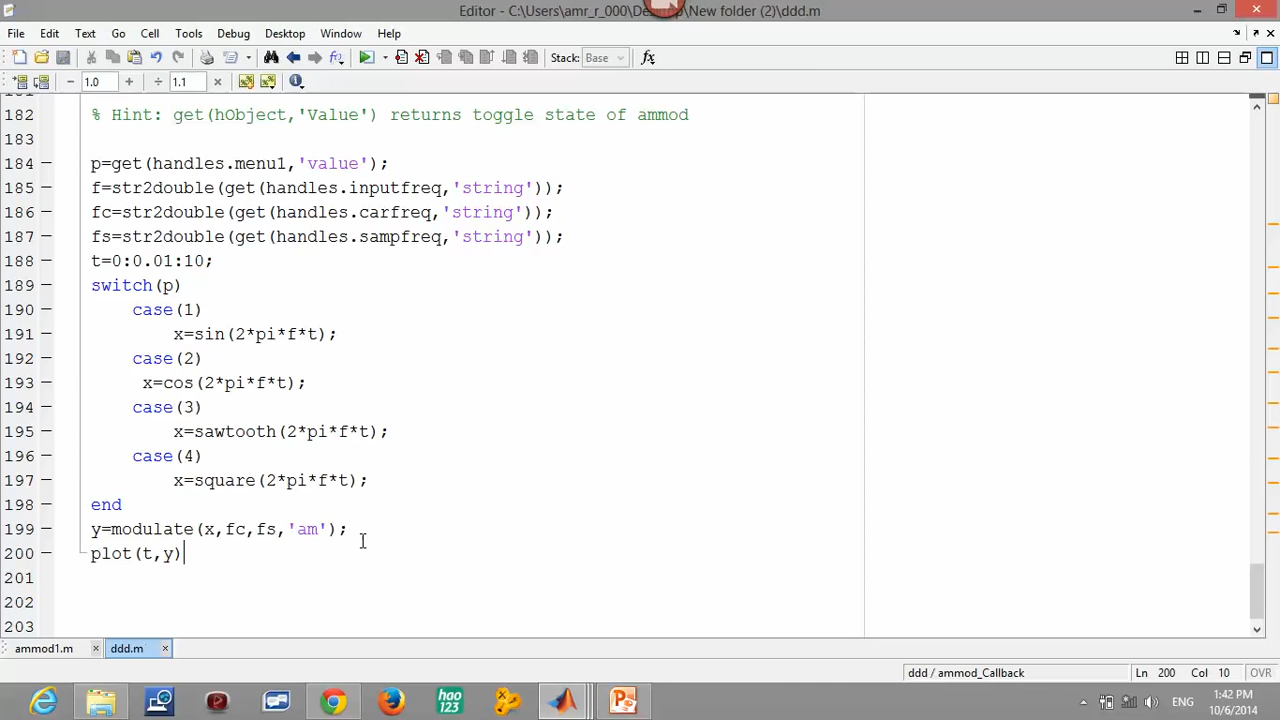 Editor - C:\Users\amr_r_000\Desktop\New folder (2)\ddd.m
File Edit Text Go Cell Tools Debug Desktop Window Help
Stack: Base fx
1.0 1.1
182 % Hint: get(hObject,'Value') returns toggle state of ammod
183
184 p=get(handles.menu1,'value');
185 f=str2double(get(handles.inputfreq,'string'));
186 fc=str2double(get(handles.carfreq,'string'));
187 fs=str2double(get(handles.sampfreq,'string'));
188 t=0:0.01:10;
189 switch(p)
190 case(1)
191 x=sin(2*pi*f*t);
192 case(2)
193 x=cos(2*pi*f*t);
194 case(3)
195 x=sawtooth(2*pi*f*t);
196 case(4)
197 x=square(2*pi*f*t);
198 end
199 y=modulate(x,fc,fs,'am');
200 plot(t,y)
201
202
203
ammod1.m ddd.m
ddd / ammod_Callback Ln 200 Col 10 OVR
hoo
123
ENG
1:42 PM
10/6/2014